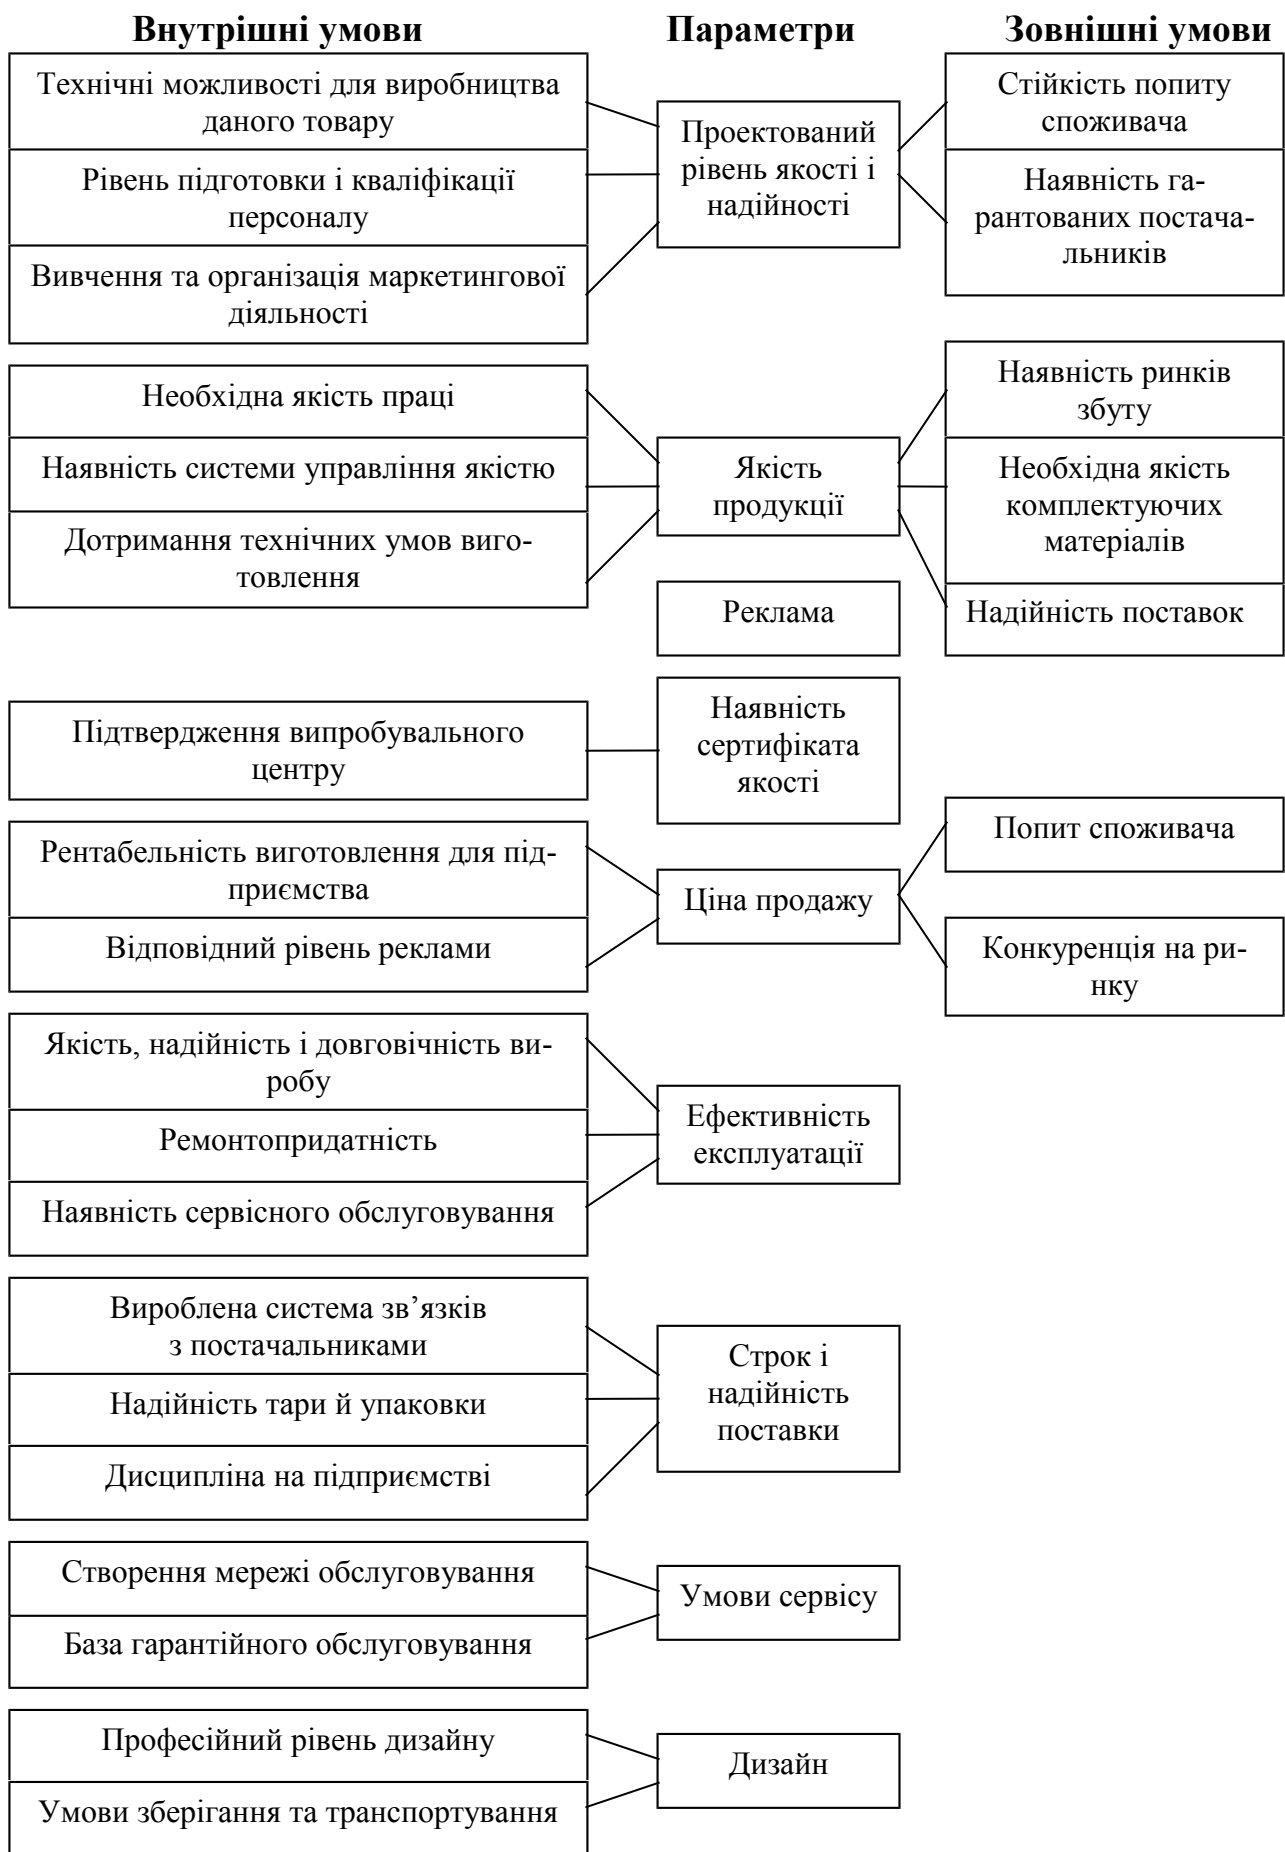 Внутрішні умови
Параметри
Зовнішні умови
Технічні можливості для виробництва
даного товару
Рівень підготовки і кваліфікації
персоналу
Вивчення та організація маркетингової
діяльності
Проектований
рівень якості і
надійності
Стійкість попиту
споживача
Наявність га-
рантованих постача-
льників
Необхідна якість праці
Наявність системи управління якістю
Дотримання технічних умов виго-
товлення
Якість
продукції
Наявність ринків
збуту
Необхідна якість
комплектуючих
матеріалів
Надійність поставок
Реклама
Підтвердження випробувального
центру
Наявність
сертифіката
якості
Рентабельність виготовлення для під-
приємства
Відповідний рівень реклами
Ціна продажу
Попит споживача
Конкуренція на ри-
нку
Якість, надійність і довговічність ви-
робу
Ремонтопридатність
Наявність сервісного обслуговування
Ефективність
експлуатації
Вироблена система зв’язків
з постачальниками
Надійність тари й упаковки
Дисципліна на підприємстві
Строк і
надійність
поставки
Створення мережі обслуговування
База гарантійного обслуговування
Умови сервісу
Професійний рівень дизайну
Умови зберігання та транспортування
Дизайн